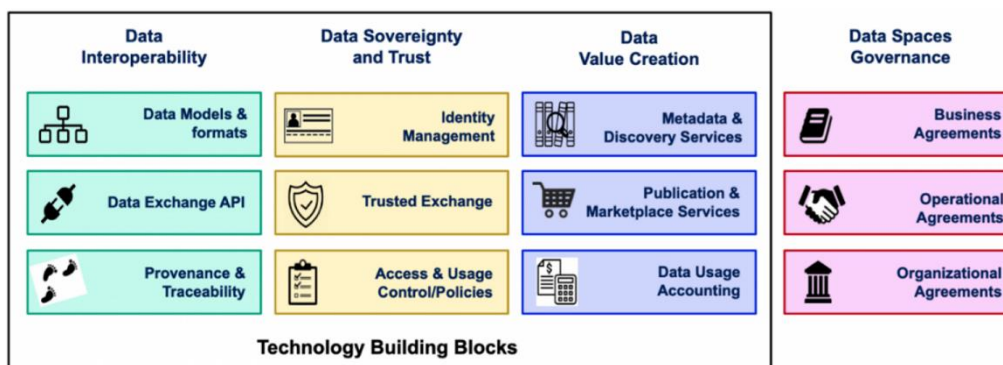 Data
Interoperability
Data Sovereignty
and Trust
Data
Value Creation
Data Spaces
Governance
Data Models &
formats
Identity
Management
Metadata &
Discovery Services
Business
Agreements
Data Exchange API
Trusted Exchange
Publication &
Marketplace Services
Operational
Agreements
Provenance &
Traceability
Access & Usage
Control/Policies
$
Data Usage
Accounting
Organizational
Agreements
Technology Building Blocks